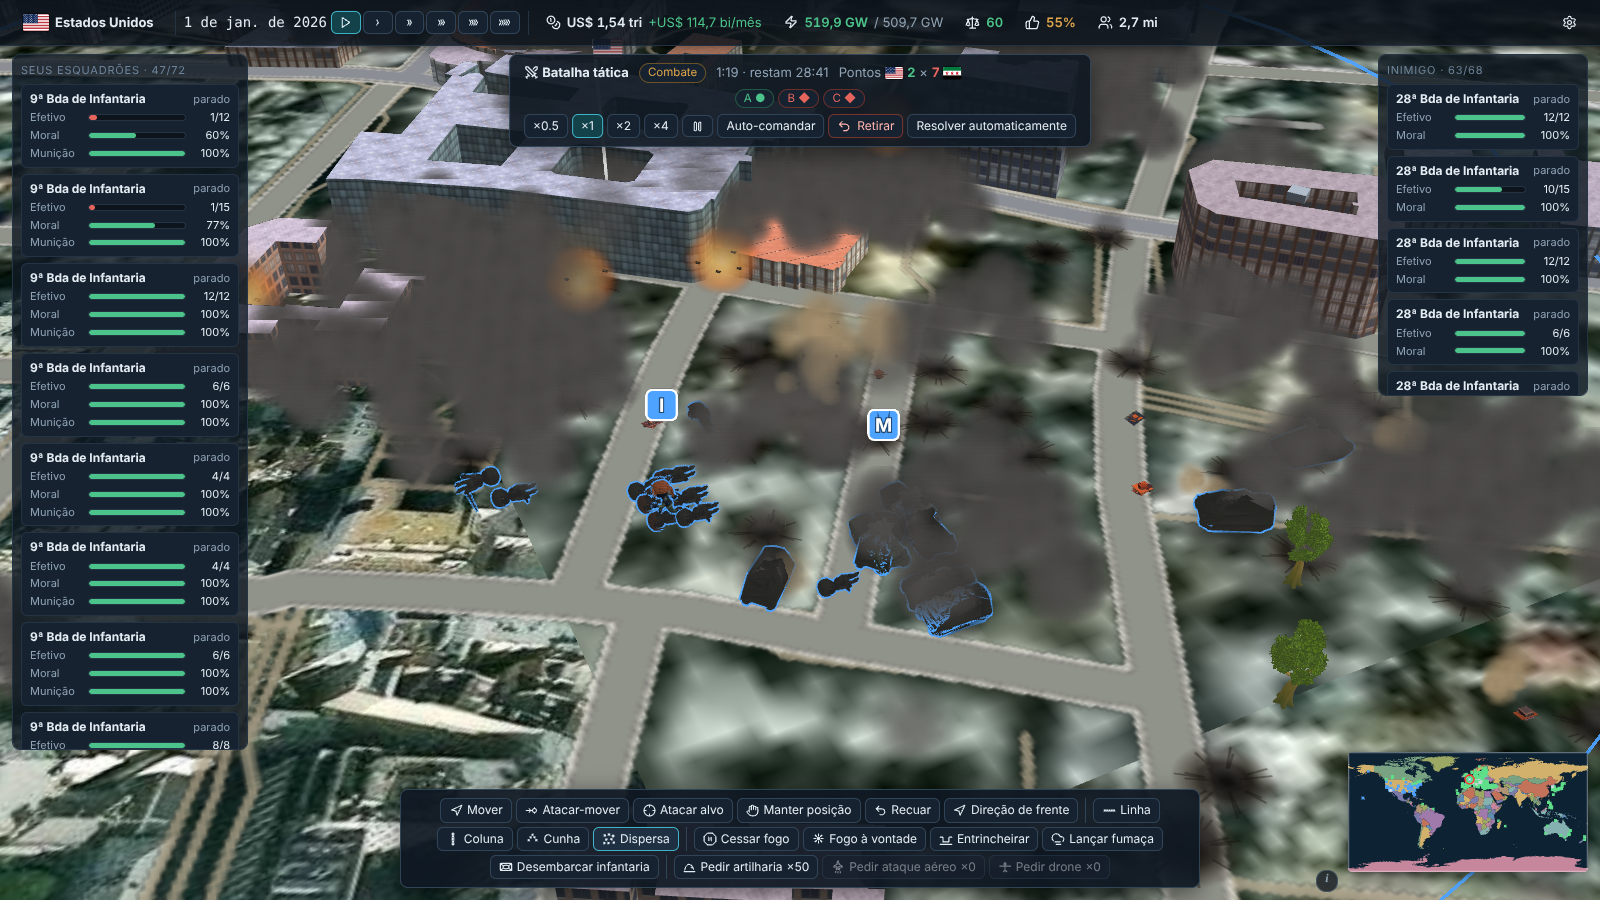 Estados Unidos
1 de jan. de 2026
US$ 1,54 tri +US$ 114,7 bi/mês
519,9 GW / 509,7 GW
60
55%
2,7 mi
SEUS ESQUADRÕES · 47/72
9ª Bda de Infantaria parado
Efetivo 1/12
Moral 60%
Munição 100%
9ª Bda de Infantaria parado
Efetivo 1/15
Moral 77%
Munição 100%
9ª Bda de Infantaria parado
Efetivo 12/12
Moral 100%
Munição 100%
9ª Bda de Infantaria parado
Efetivo 6/6
Moral 100%
Munição 100%
9ª Bda de Infantaria parado
Efetivo 4/4
Moral 100%
Munição 100%
9ª Bda de Infantaria parado
Efetivo 4/4
Moral 100%
Munição 100%
9ª Bda de Infantaria parado
Efetivo 6/6
Moral 100%
Munição 100%
9ª Bda de Infantaria parado
Efetivo 8/8
Batalha tática Combate 1:19 · restam 28:41 Pontos 2 × 7
A B C
×0.5 ×1 ×2 ×4 Auto-comandar Retirar Resolver automaticamente
INIMIGO · 63/68
28ª Bda de Infantaria parado
Efetivo 12/12
Moral 100%
28ª Bda de Infantaria parado
Efetivo 10/15
Moral 100%
28ª Bda de Infantaria parado
Efetivo 12/12
Moral 100%
28ª Bda de Infantaria parado
Efetivo 6/6
Moral 100%
28ª Bda de Infantaria parado
I
M
Mover Atacar-mover Atacar alvo Manter posição Recuar Direção de frente Linha
Coluna Cunha Dispersa Cessar fogo Fogo à vontade Entrincheirar Lançar fumaça
Desembarcar infantaria Pedir artilharia ×50 Pedir ataque aéreo ×0 Pedir drone ×0
i